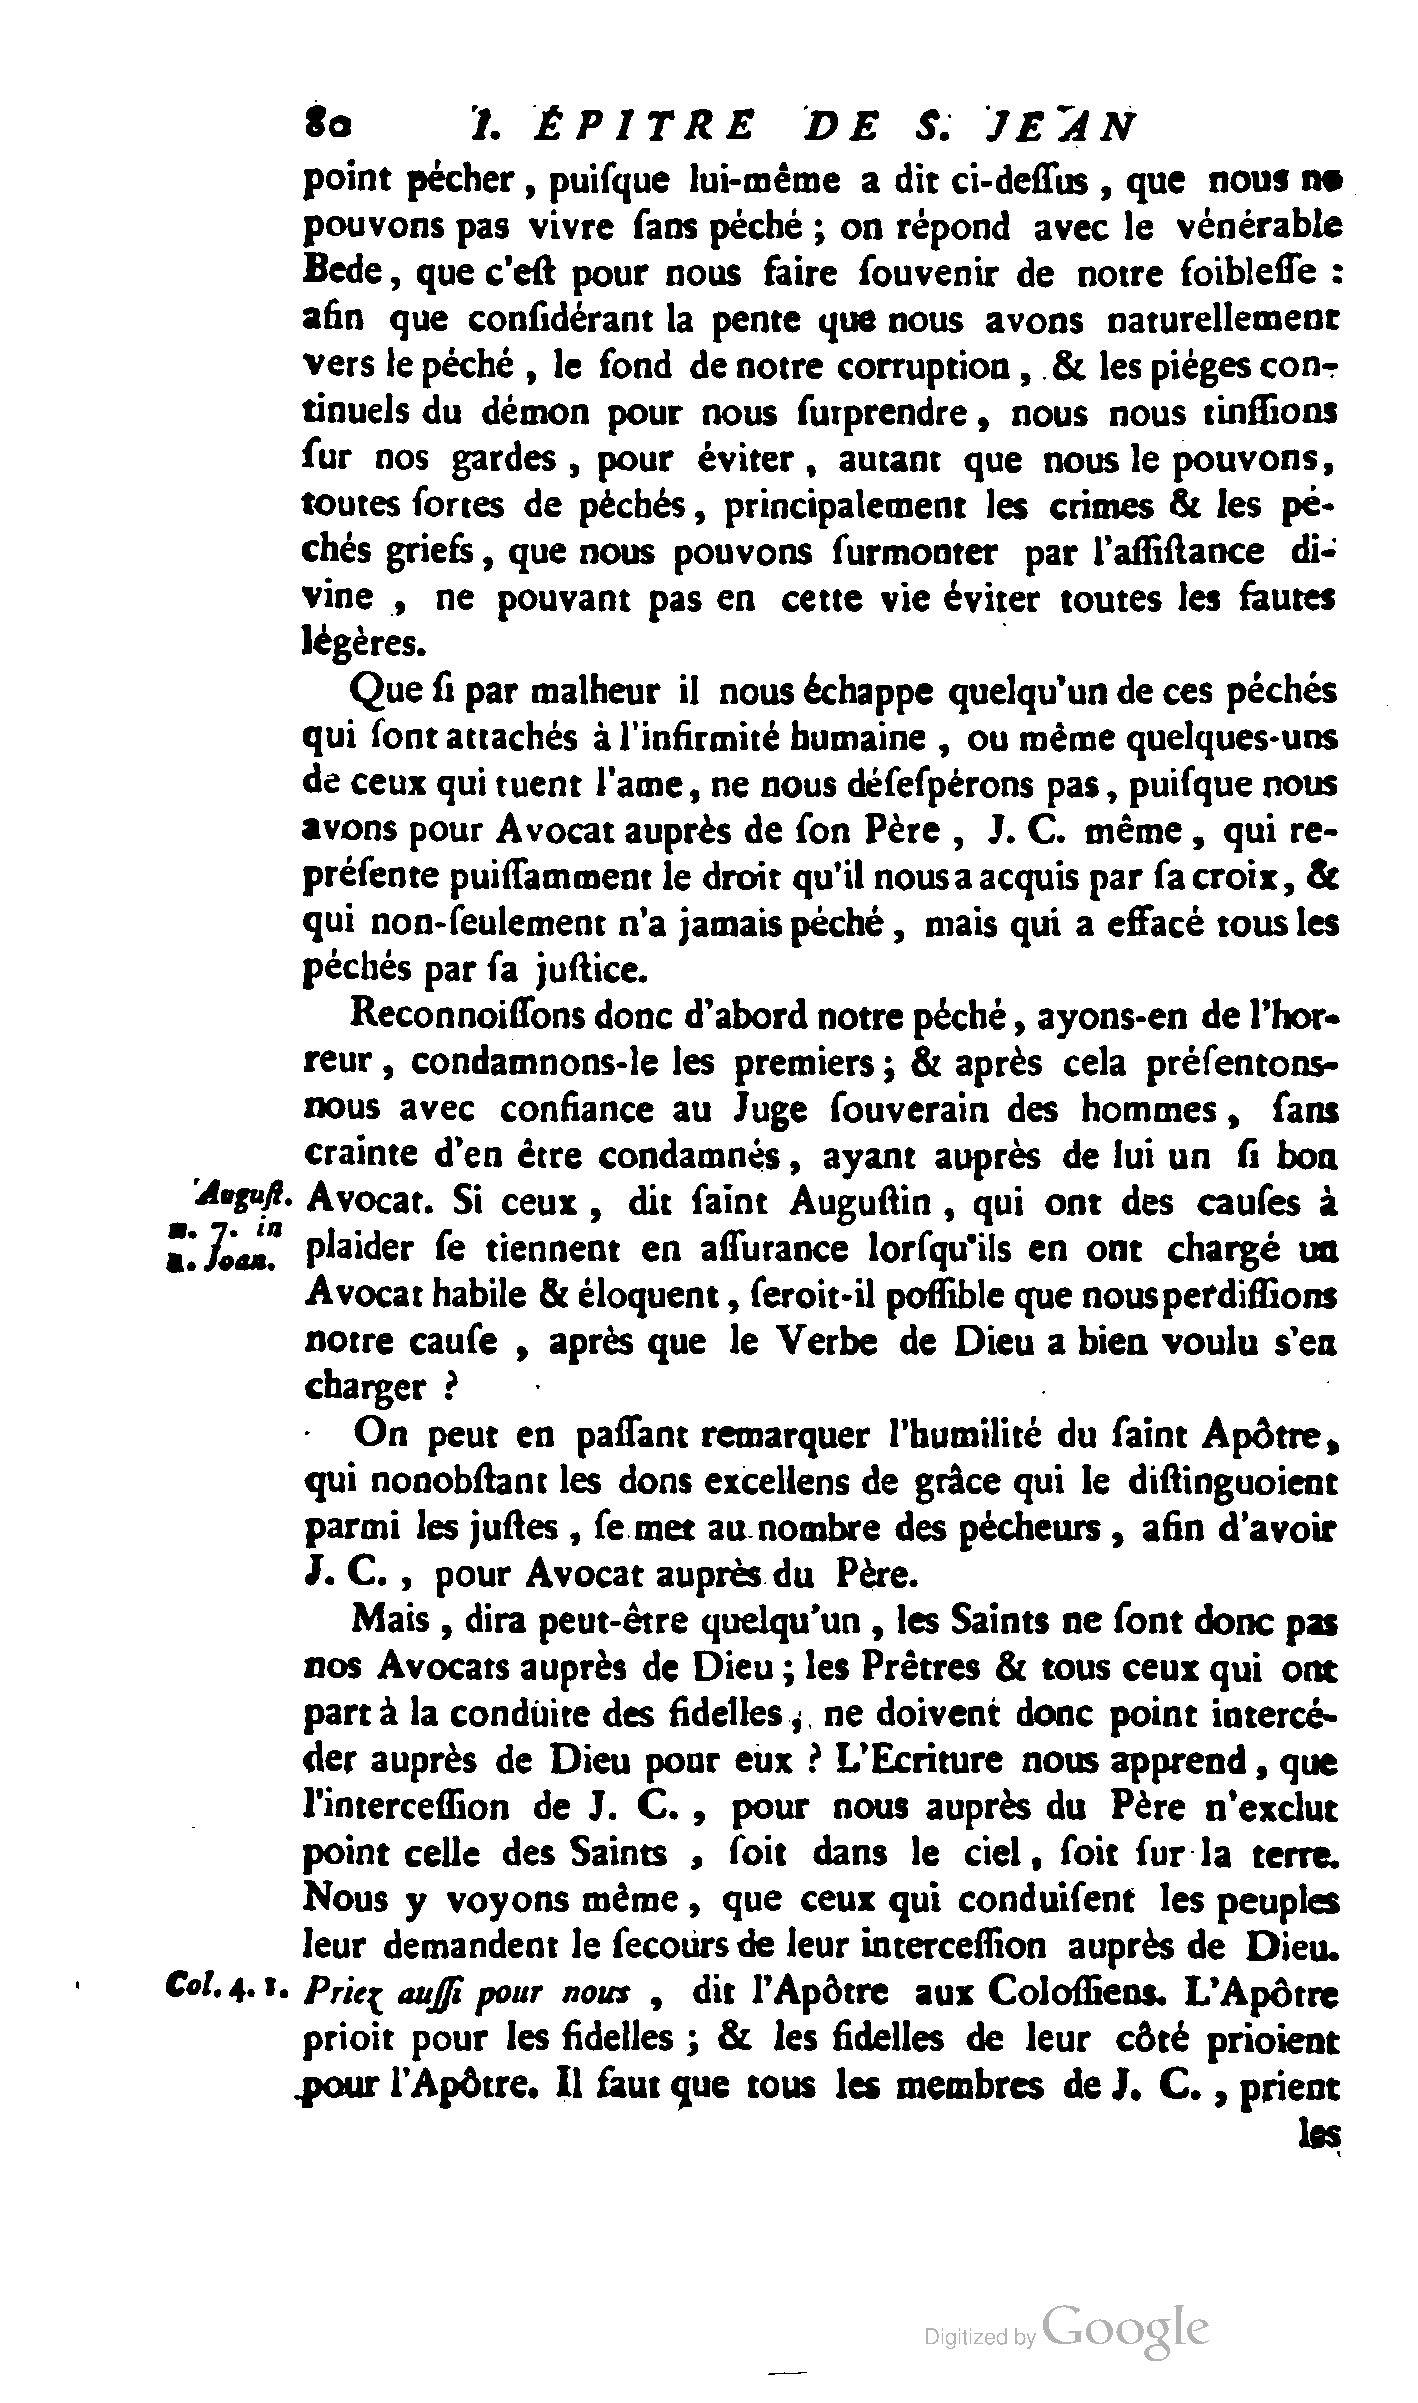 80 I. ÉPITRE DE S. JEAN
point pécher, puiſque lui-même a dit ci-deſſus, que nous ne
pouvons pas vivre ſans péché; on répond avec le vénérable
Bede, que c'eſt pour nous faire ſouvenir de notre foibleſſe :
afin que conſidérant la pente que nous avons naturellement
vers le péché, le fond de notre corruption, & les piéges con-
tinuels du démon pour nous ſurprendre, nous nous tinſſions
ſur nos gardes, pour éviter, autant que nous le pouvons,
toutes ſortes de péchés, principalement les crimes & les pé-
chés griefs, que nous pouvons ſurmonter par l'aſſiſtance di-
vine, ne pouvant pas en cette vie éviter toutes les fautes
légères.
Que ſi par malheur il nous échappe quelqu'un de ces péchés
qui ſont attachés à l'infirmité humaine, ou même quelques-uns
de ceux qui tuent l'ame, ne nous déſeſpérons pas, puiſque nous
avons pour Avocat auprès de ſon Père, J. C. même, qui re-
préſente puiſſamment le droit qu'il nous a acquis par ſa croix, &
qui non-ſeulement n'a jamais péché, mais qui a effacé tous les
péchés par ſa juſtice.
Reconnoiſſons donc d'abord notre péché, ayons-en de l'hor-
reur, condamnons-le les premiers; & après cela préſentons-
nous avec confiance au Juge ſouverain des hommes, ſans
crainte d'en être condamnés, ayant auprès de lui un ſi bon
Auguſt. Avocat. Si ceux, dit ſaint Auguſtin, qui ont des cauſes à
n. 7. in
n. Joan. plaider ſe tiennent en aſſurance lorſqu'ils en ont chargé un
Avocat habile & éloquent, ſeroit-il poſſible que nous perdiſſions
notre cauſe, après que le Verbe de Dieu a bien voulu s'en
charger ?
On peut en paſſant remarquer l'humilité du ſaint Apôtre,
qui nonobſtant les dons excellens de grâce qui le diſtinguoient
parmi les juſtes, ſe met au nombre des pécheurs, afin d'avoir
J. C., pour Avocat auprès du Père.
Mais, dira peut-être quelqu'un, les Saints ne ſont donc pas
nos Avocats auprès de Dieu; les Prêtres & tous ceux qui ont
part à la conduite des fidelles, ne doivent donc point intercé-
der auprès de Dieu pour eux ? L'Ecriture nous apprend, que
l'interceſſion de J. C., pour nous auprès du Père n'exclut
point celle des Saints, ſoit dans le ciel, ſoit ſur la terre.
Nous y voyons même, que ceux qui conduiſent les peuples
leur demandent le ſecours de leur interceſſion auprès de Dieu.
Col. 4. 1. Priez auſſi pour nous, dit l'Apôtre aux Coloſſiens. L'Apôtre
prioit pour les fidelles; & les fidelles de leur côté prioient
pour l'Apôtre. Il faut que tous les membres de J. C., prient
les
Digitized by Google